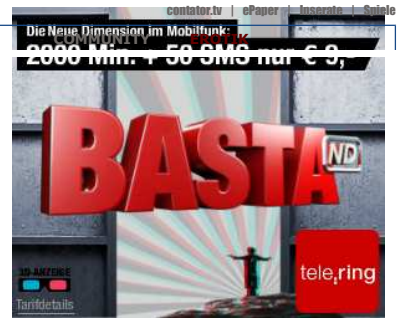 contator.tv | ePaper | Inserate | Spiele
Die Neue Dimension im Mobilfunk:
COMMUNITY EROTIK
2000 Min. + 50 SMS nur € 9,-
BASTA
ND
3D-ANZEIGE
tele.ring
Tarifdetails